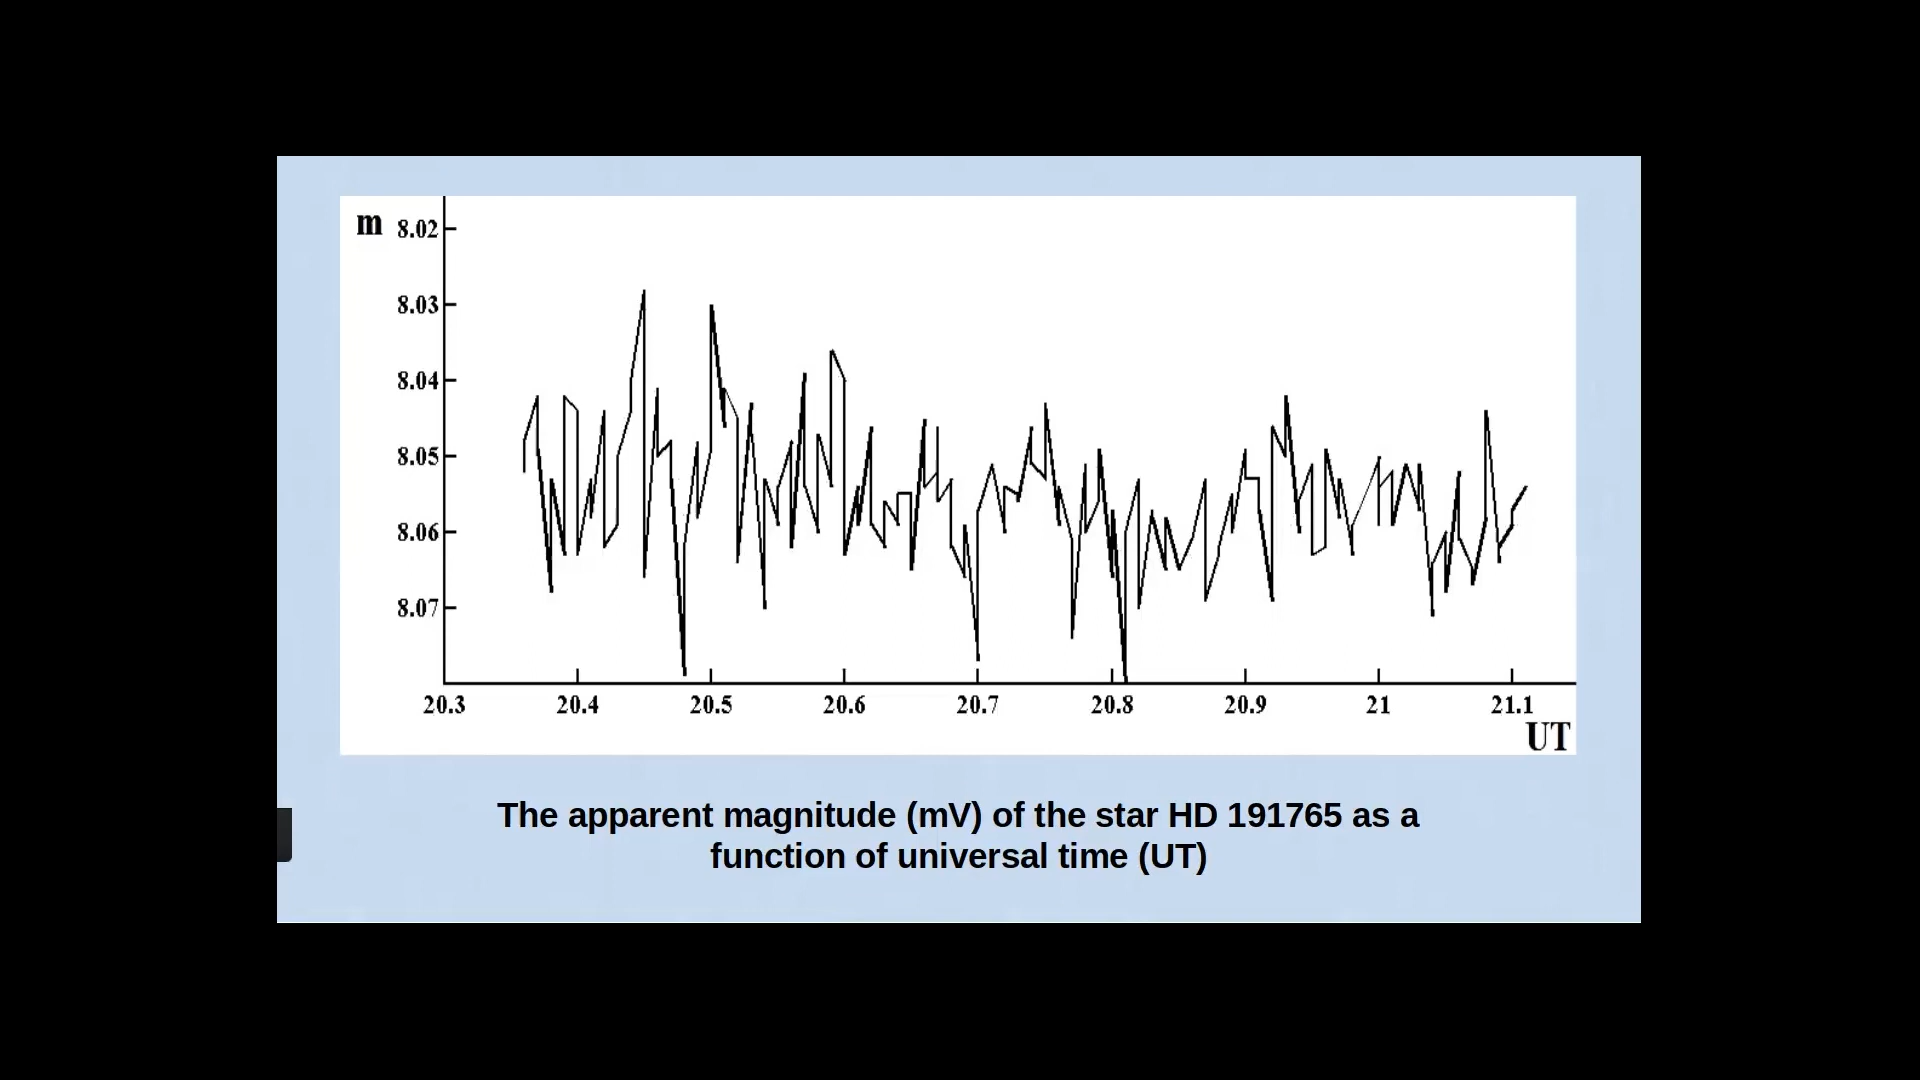 m
8.02
8.03
8.04
8.05
8.06
8.07
20.3 20.4 20.5 20.6 20.7 20.8 20.9 21 21.1
UT
The apparent magnitude (mV) of the star HD 191765 as a
function of universal time (UT)